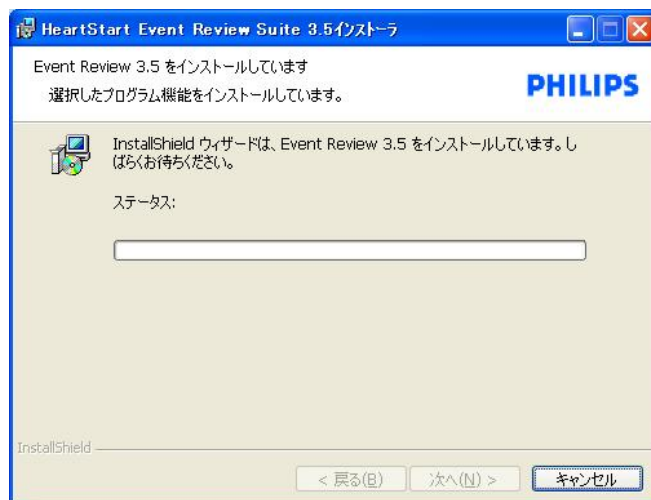 HeartStart Event Review Suite 3.5インストーラ
Event Review 3.5 をインストールしています
選択したプログラム機能をインストールしています。
PHILIPS
InstallShield ウィザードは、Event Review 3.5 をインストールしています。し
ばらくお待ちください。
ステータス:
InstallShield
< 戻る(B)
次へ(N) >
キャンセル